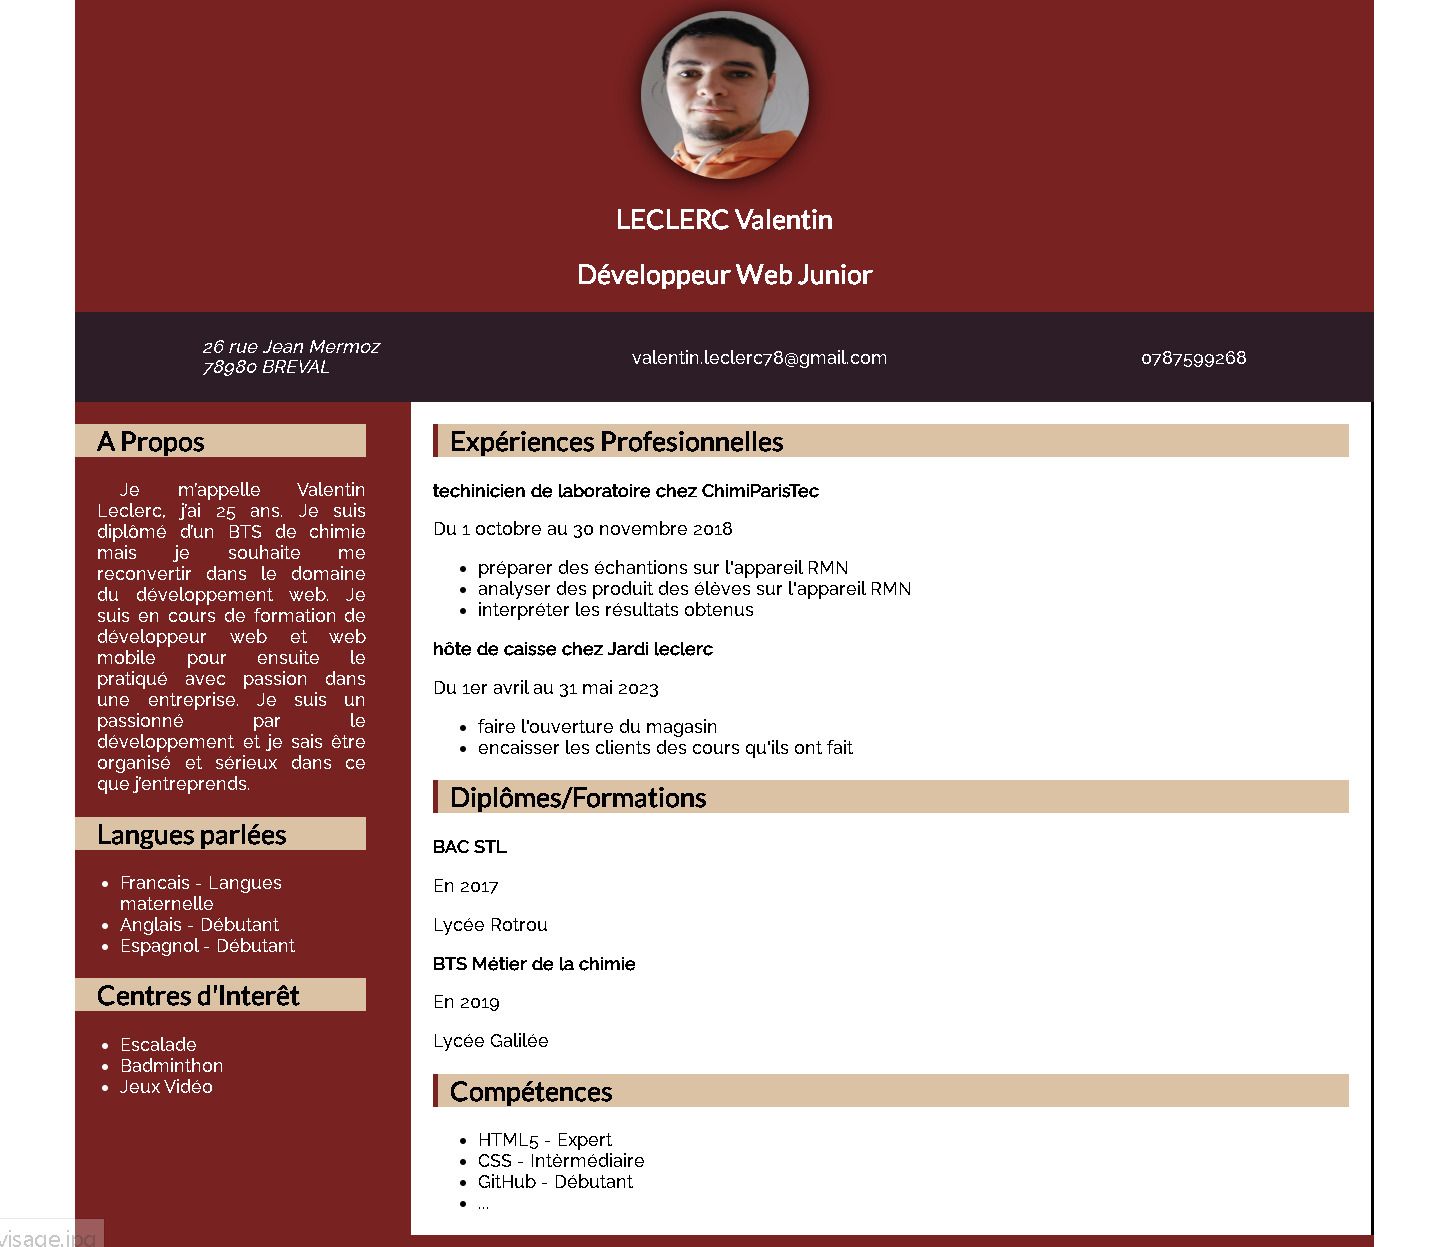 LECLERC Valentin
Développeur Web Junior
26 rue Jean Mermoz
78980 BREVAL
valentin.leclerc78@gmail.com
0787599268
A Propos
Je m'appelle Valentin
Leclerc, j'ai 25 ans. Je suis
diplômé d'un BTS de chimie
mais je souhaite me
reconvertir dans le domaine
du développement web. Je
suis en cours de formation de
développeur web et web
mobile pour ensuite le
pratiqué avec passion dans
une entreprise. Je suis un
passionné par le
développement et je sais être
organisé et sérieux dans ce
que j'entreprends.
Langues parlées
• Francais - Langues
maternelle
• Anglais - Débutant
• Espagnol - Débutant
Centres d'Interêt
• Escalade
• Badminthon
• Jeux Vidéo
Expériences Profesionnelles
techinicien de laboratoire chez ChimiParisTec
Du 1 octobre au 30 novembre 2018
• préparer des échantions sur l'appareil RMN
• analyser des produit des élèves sur l'appareil RMN
• interpréter les résultats obtenus
hôte de caisse chez Jardi leclerc
Du 1er avril au 31 mai 2023
• faire l'ouverture du magasin
• encaisser les clients des cours qu'ils ont fait
Diplômes/Formations
BAC STL
En 2017
Lycée Rotrou
BTS Métier de la chimie
En 2019
Lycée Galilée
Compétences
• HTML5 - Expert
• CSS - Intèrmédiaire
• GitHub - Débutant
• ...
visage.jpg